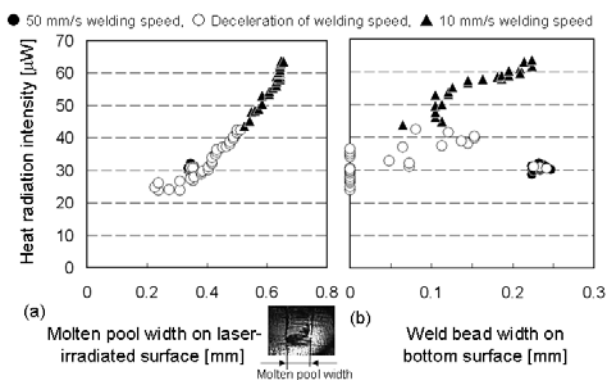 ● 50 mm/s welding speed, ○ Deceleration of welding speed, ▲ 10 mm/s welding speed
Heat radiation intensity [μW]
70
60
50
40
30
20
10
0
0 0.2 0.4 0.6 0.8 0 0.1 0.2 0.3
(a) (b)
Molten pool width on laser-
irradiated surface [mm]
Molten pool width
Weld bead width on
bottom surface [mm]